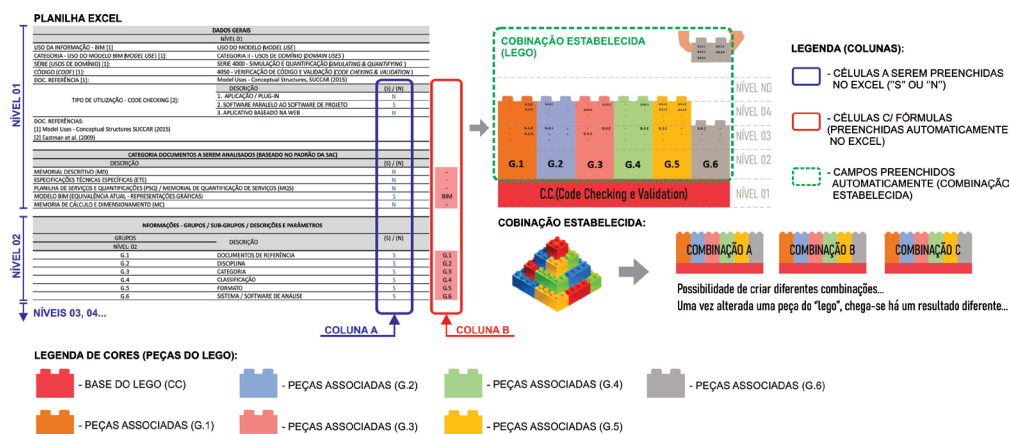 PLANILHA EXCEL
DADOS GERAIS
NÍVEL 01
USO DA INFORMAÇÃO - BIM [1] USO DO MODELO (MODEL USE)
CATEGORIA - USO DO MODELO BIM (MODEL USE) [1]: CATEGORIA II - USOS DE DOMÍNIO (DOMAIN USES)
SÉRIE (USOS DE DOMÍNIO) [1]: SERIE 4000 - SIMULAÇÃO E QUANTIFICAÇÃO (SIMULATING & QUANTIFYING)
CÓDIGO (CODE) [1]: 4050 - VERIFICAÇÃO DE CÓDIGO E VALIDAÇÃO (CODE CHEKING & VALIDATION)
DOC. REFERÊNCIA [1]: Model Uses - Conceptual Structures, SUCCAR (2015)
DESCRIÇÃO (S) / (N)
TIPO DE UTILIZAÇÃO - CODE CHECKING [2]:
1. APLICAÇÃO / PLUG-IN N
2. SOFTWARE PARALELO AO SOFTWARE DE PROJETO S
3. APLICATIVO BASEADO NA WEB N
DOC. REFERÊNCIAS:
[1] Model Uses - Conceptual Structures SUCCAR (2015)
[2] Eastman et al. (2009)
CATEGORIA DOCUMENTOS A SEREM ANALISADOS (BASEADO NO PADRÃO DA SAC)
DESCRIÇÃO (S) / (N)
MEMORIAL DESCRITIVO (MD) N -
ESPECIFICAÇÕES TÉCNICAS ESPECÍFICAS (ETE) N -
PLANILHA DE SERVIÇOS E QUANTIFICAÇÕES (PSQ) / MEMORIAL DE QUANTIFICAÇÃO DE SERVIÇOS (MQS) N -
MODELO BIM (EQUIVALÊNCIA ATUAL - REPRESENTAÇÕES GRÁFICAS) S BIM
MEMORIA DE CÁLCULO E DIMENSIONAMENTO (MC) N -
NFORMAÇÕES - GRUPOS / SUB-GRUPOS / DESCRIÇÕES E PARÂMETROS
GRUPOS DESCRIÇÃO (S) / (N)
NÍVEL: 02
G.1 DOCUMENTOS DE REFERÊNCIA S G.1
G.2 DISCIPLINA S G.2
G.3 CATEGORIA S G.3
G.4 CLASSIFICAÇÃO S G.4
G.5 FORMATO S G.5
G.6 SISTEMA / SOFTWARE DE ANÁLISE S G.6
NÍVEL 01
NÍVEL 02
NÍVEIS 03, 04...
COLUNA A
COLUNA B
COBINAÇÃO ESTABELECIDA
(LEGO)
NÍVEL ND
NÍVEL 04
NÍVEL 03
NÍVEL 02
NÍVEL 01
G.1 G.2 G.3 G.4 G.5 G.6
C.C.(Code Checking e Validation)
COBINAÇÃO ESTABELECIDA:
COMBINAÇÃO A
COMBINAÇÃO B
COMBINAÇÃO C
Possibilidade de criar diferentes combinações...
Uma vez alterada uma peça do "lego", chega-se há um resultado diferente...
LEGENDA (COLUNAS):
- CÉLULAS A SEREM PREENCHIDAS
NO EXCEL ("S" OU "N")
- CÉLULAS C/ FÓRMULAS
(PREENCHIDAS AUTOMATICAMENTE
NO EXCEL)
- CAMPOS PREENCHIDOS
AUTOMATICAMENTE (COMBINAÇÃO
ESTABELECIDA)
LEGENDA DE CORES (PEÇAS DO LEGO):
- BASE DO LEGO (CC)
- PEÇAS ASSOCIADAS (G.2)
- PEÇAS ASSOCIADAS (G.4)
- PEÇAS ASSOCIADAS (G.6)
- PEÇAS ASSOCIADAS (G.1)
- PEÇAS ASSOCIADAS (G.3)
- PEÇAS ASSOCIADAS (G.5)